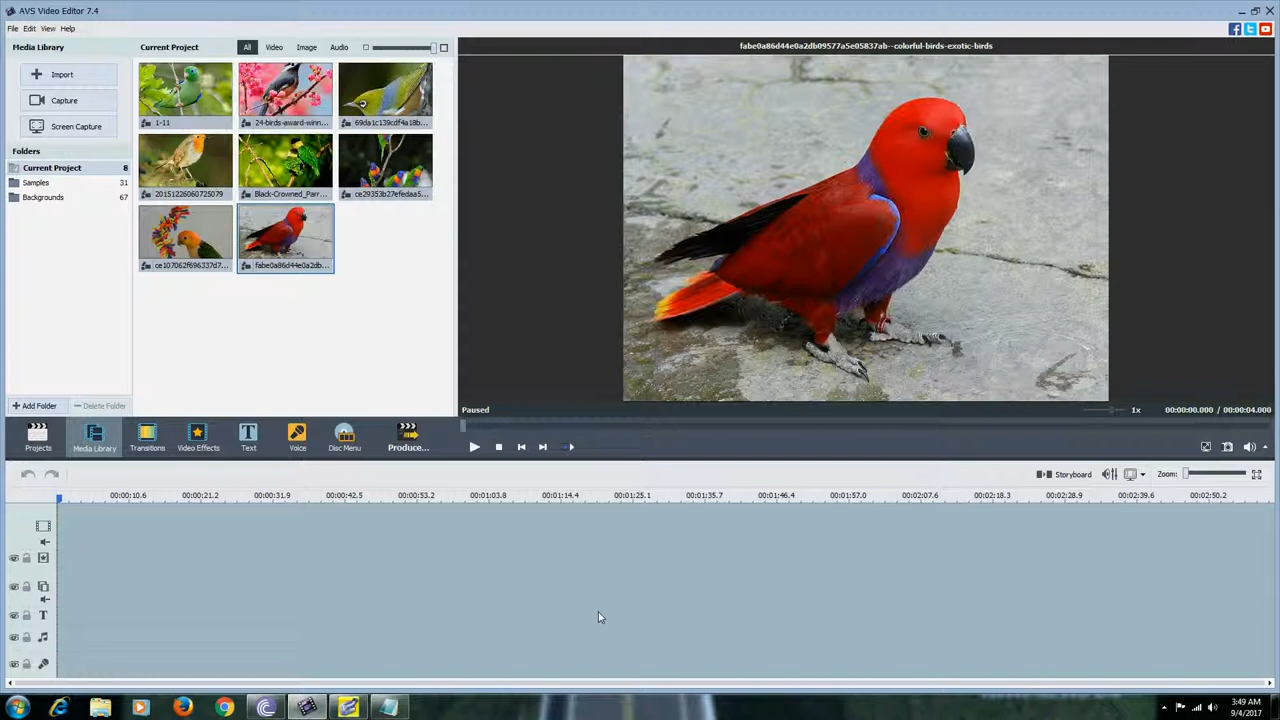 AVS Video Editor 7.4
File Edit View Help
Media Library
Import
Capture
Screen Capture
Folders
Current Project 8
Samples 31
Backgrounds 67
+ Add Folder
Delete Folder
Current Project All Video Image Audio
1-11
24-birds-award-winn...
69da1c139cdf4a18b...
20151226060725079
Black-Crowned_Parr...
ce29353b27efedaa5...
ce107062f696337d7...
fabe0a86d44e0a2db...
fabe0a86d44e0a2db09577a5e05837ab--colorful-birds-exotic-birds
Paused 1x 00:00:00.000 / 00:00:04.000
Projects Media Library Transitions Video Effects Text Voice Disc Menu Produce...
Storyboard Zoom:
00:00:10.6 00:00:21.2 00:00:31.9 00:00:42.5 00:00:53.2 00:01:03.8 00:01:14.4 00:01:25.1 00:01:35.7 00:01:46.4 00:01:57.0 00:02:07.6 00:02:18.3 00:02:28.9 00:02:39.6 00:02:50.2
T
3:49 AM
9/4/2017